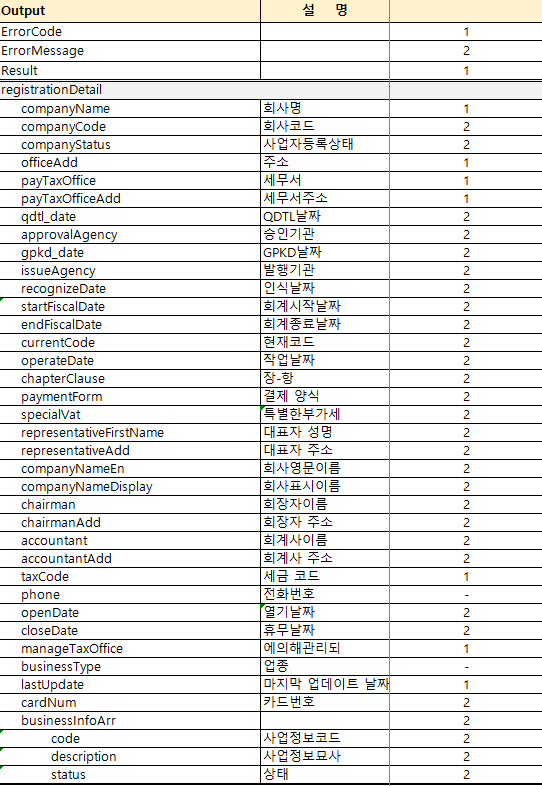 Output 설 명
ErrorCode 1
ErrorMessage 2
Result 1
registrationDetail
companyName 회사명 1
companyCode 회사코드 2
companyStatus 사업자등록상태 2
officeAdd 주소 1
payTaxOffice 세무서 1
payTaxOfficeAdd 세무서주소 1
qdtl_date QDTL날짜 2
approvalAgency 승인기관 2
gpkd_date GPKD날짜 2
issueAgency 발행기관 2
recognizeDate 인식날짜 2
startFiscalDate 회계시작날짜 2
endFiscalDate 회계종료날짜 2
currentCode 현재코드 2
operateDate 작업날짜 2
chapterClause 장-항 2
paymentForm 결제 양식 2
specialVat 특별한부가세 2
representativeFirstName 대표자 성명 2
representativeAdd 대표자 주소 2
companyNameEn 회사영문이름 2
companyNameDisplay 회사표시이름 2
chairman 회장자이름 2
chairmanAdd 회장자 주소 2
accountant 회계사이름 2
accountantAdd 회계사 주소 2
taxCode 세금 코드 1
phone 전화번호 -
openDate 열기날짜 2
closeDate 휴무날짜 2
manageTaxOffice 에의해관리되 1
businessType 업종 -
lastUpdate 마지막 업데이트 날짜 1
cardNum 카드번호 2
businessInfoArr 2
code 사업정보코드 2
description 사업정보묘사 2
status 상태 2